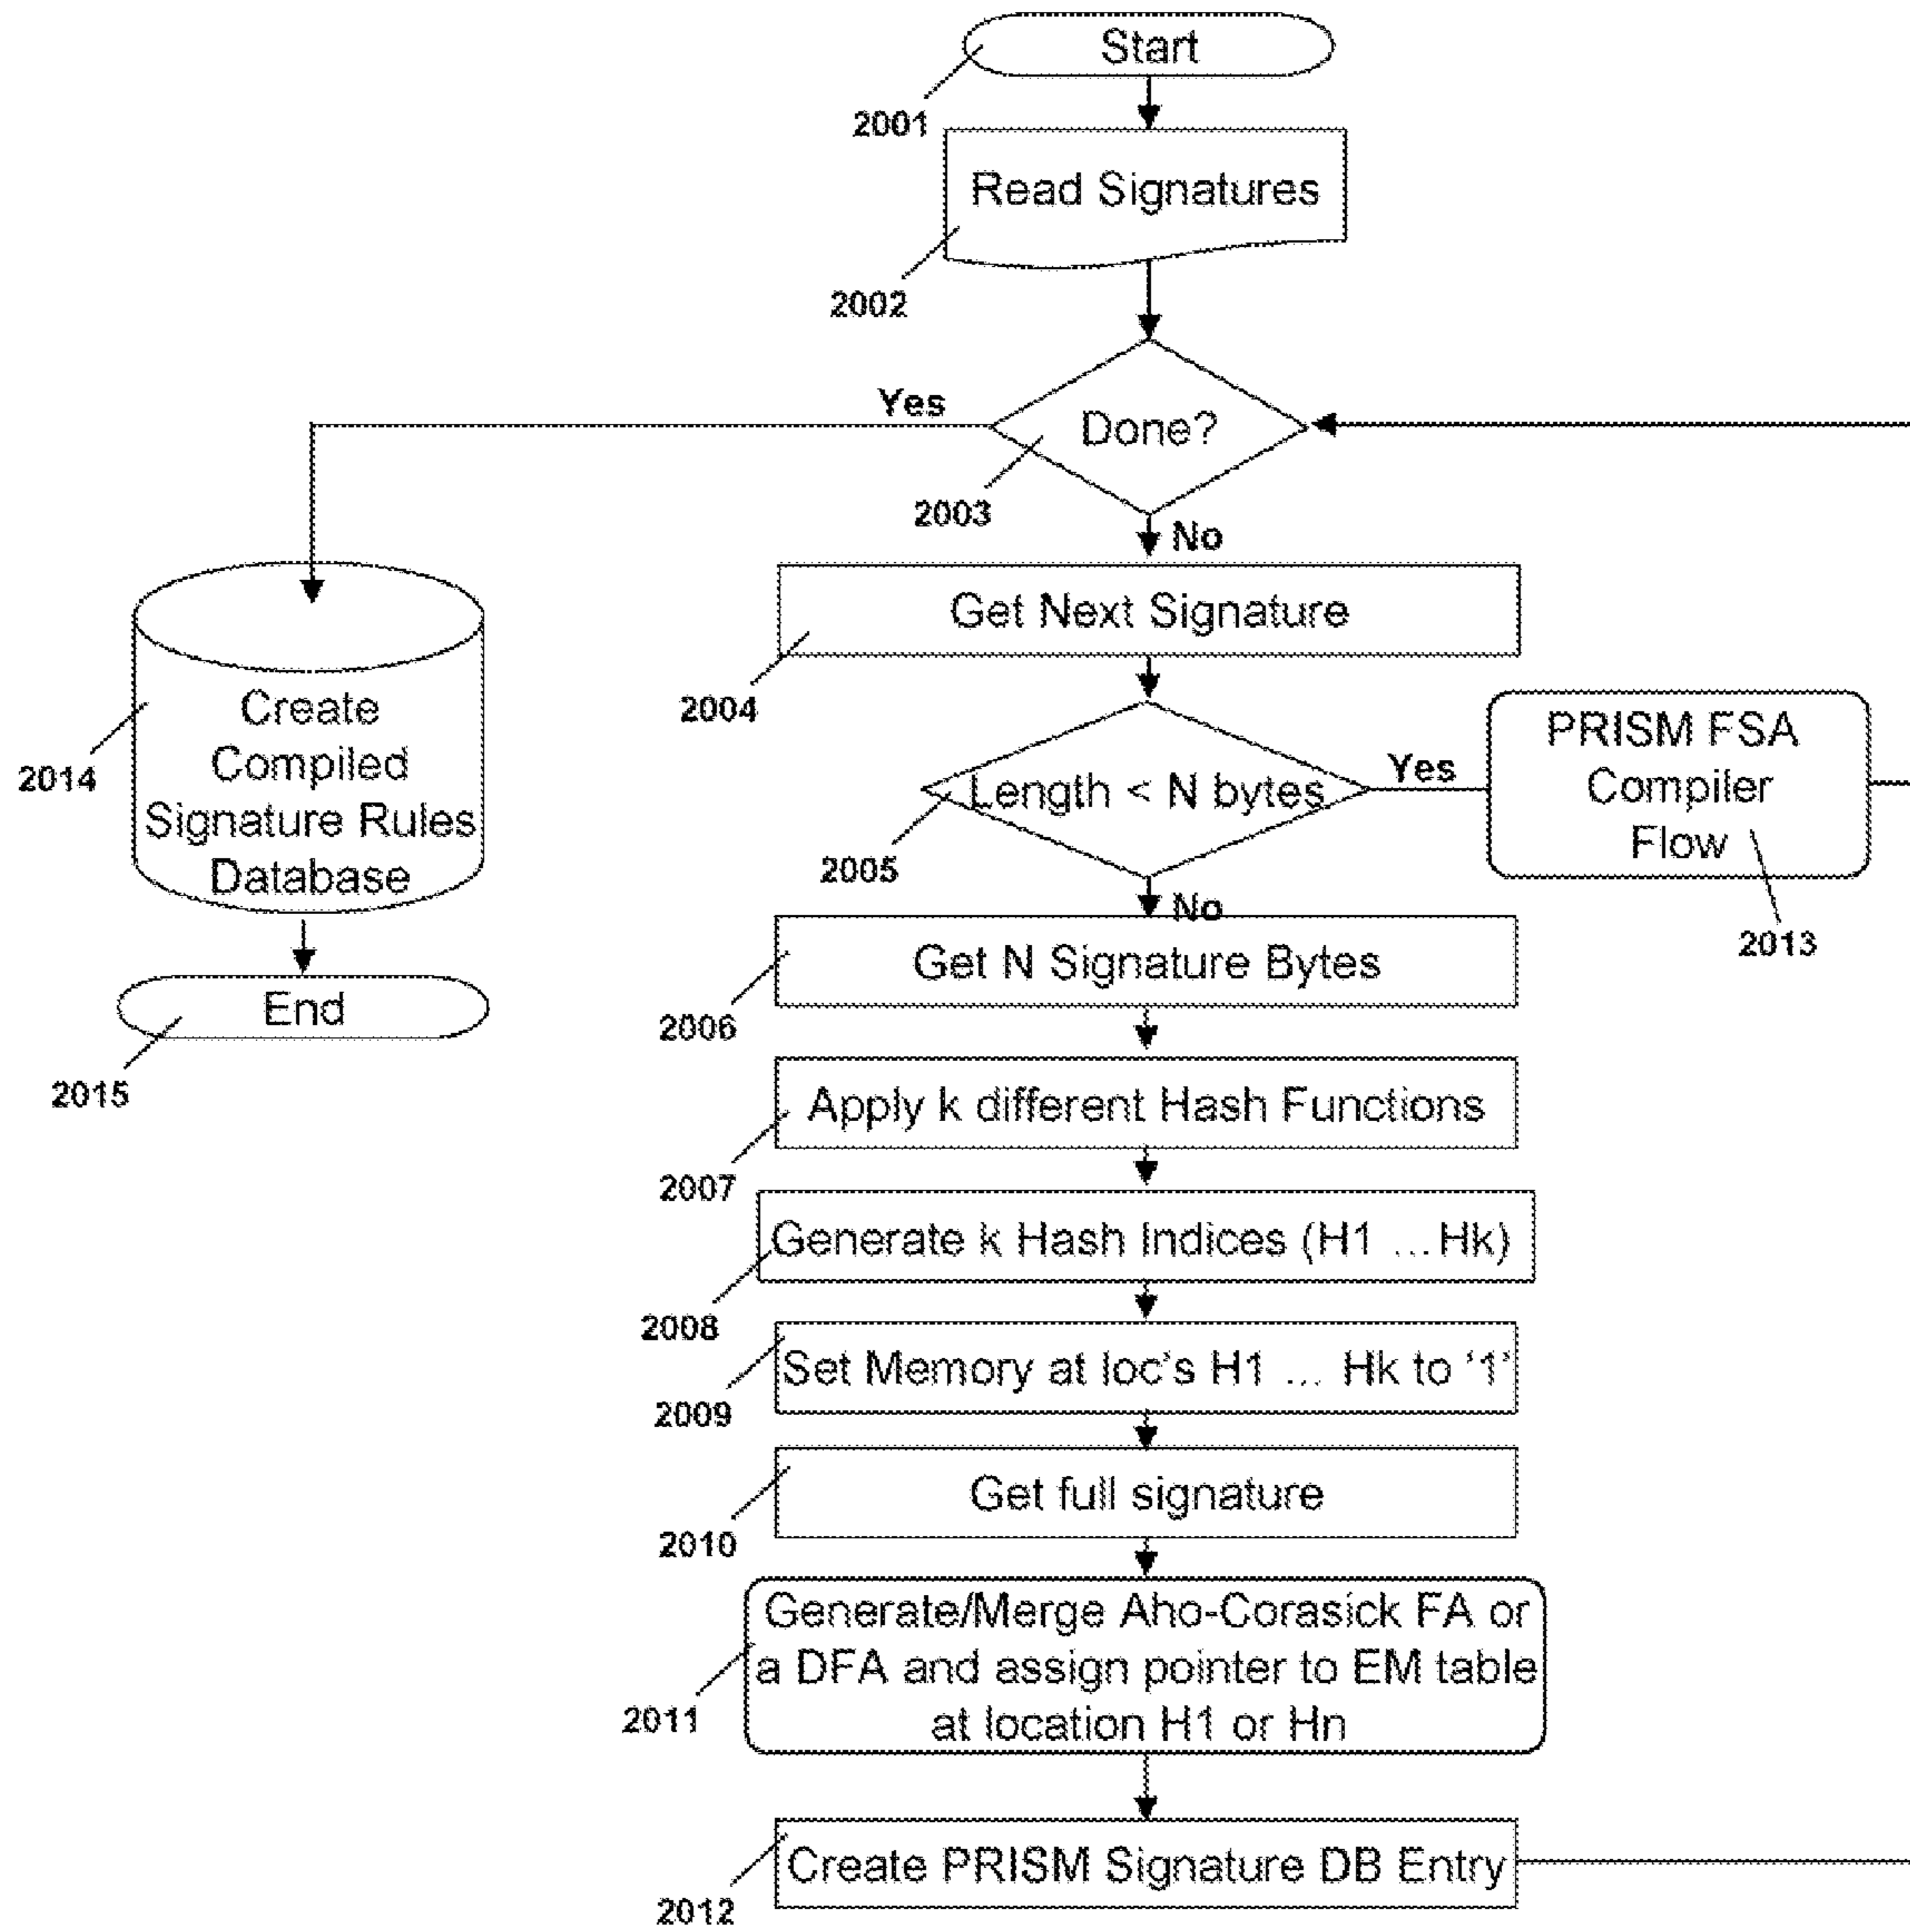 Start
2001
Read Signatures
2002
Yes
Done?
2003
No
Get Next Signature
2004
Create
Compiled
Signature Rules
Database
2014
Length < N bytes
Yes
2005
PRISM FSA
Compiler
Flow
2013
No
Get N Signature Bytes
2006
End
2015
Apply k different Hash Functions
2007
Generate k Hash Indices (H1 ...Hk)
2008
Set Memory at loc's H1 ... Hk to '1'
2009
Get full signature
2010
Generate/Merge Aho-Corasick FA or
a DFA and assign pointer to EM table
at location H1 or Hn
2011
Create PRISM Signature DB Entry
2012